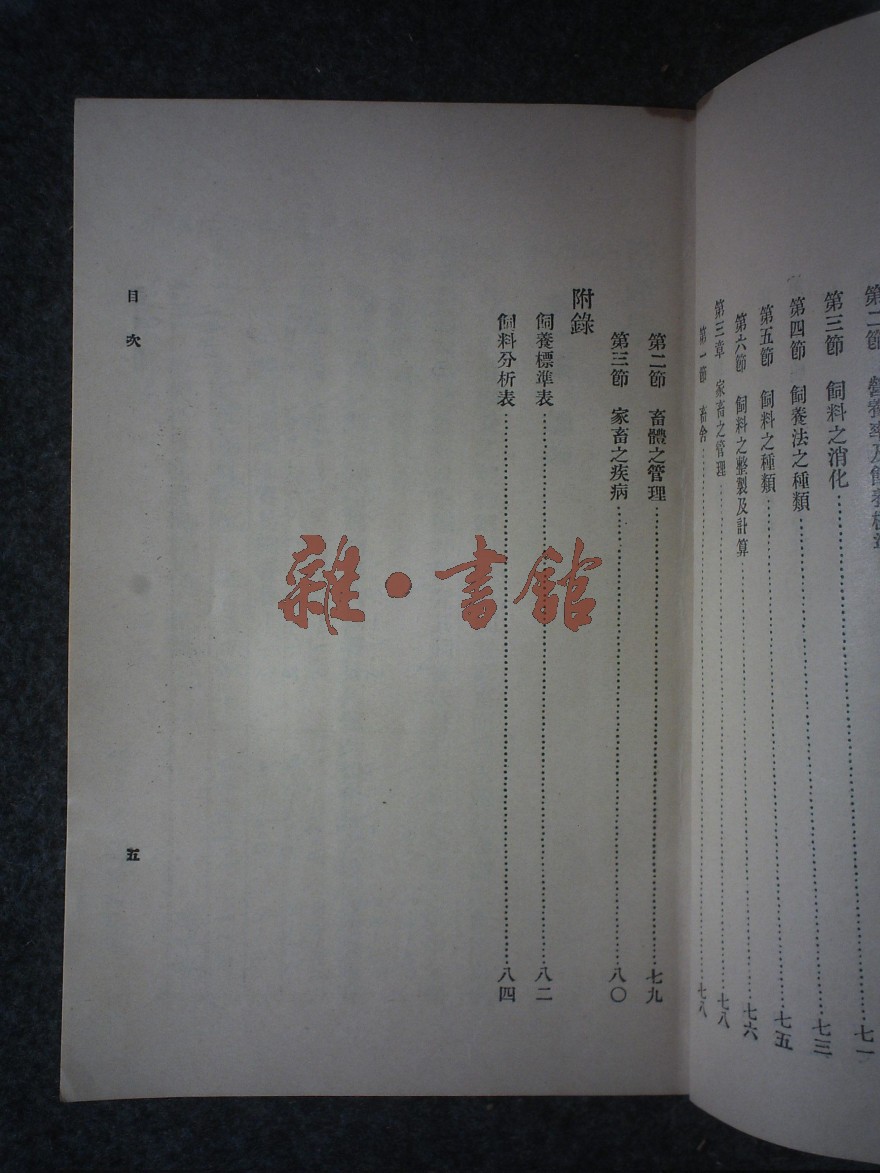 第二節　營養率及飼養標準
七一
第三節　飼料之消化………七三
第四節　飼養法之種類………
第五節　飼料之種類………七五
第六節　飼料之整製及計算………七六
第三章　家畜之管理………七八
第一節　畜舍………七八
第二節　畜體之管理………七九
第三節　家畜之疾病………八〇
附錄
飼養標準表………八二
飼料分析表………八四
目次
五
雜·書館